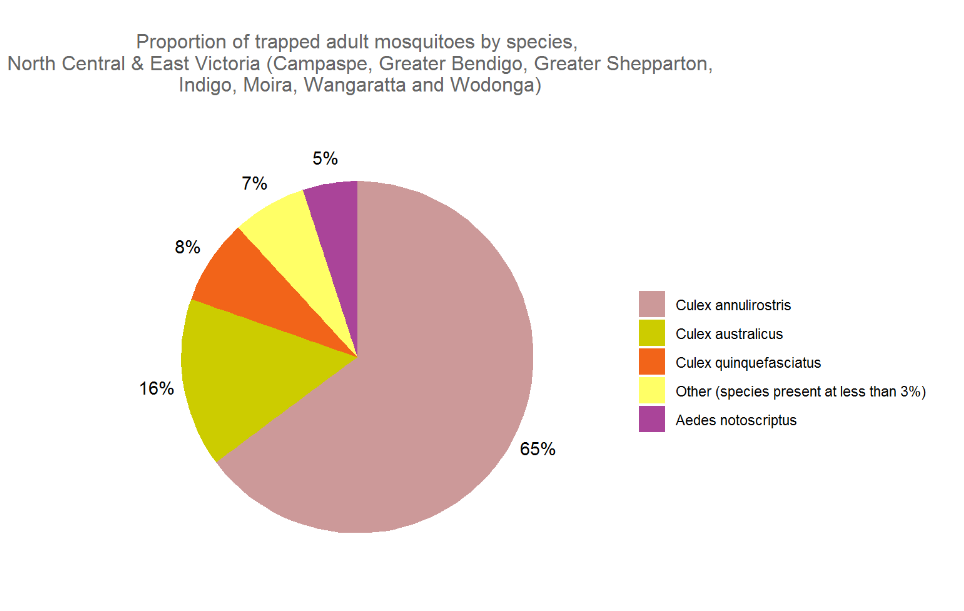 Proportion of trapped adult mosquitoes by species,
North Central & East Victoria (Campaspe, Greater Bendigo, Greater Shepparton,
Indigo, Moira, Wangaratta and Wodonga)
5%
7%
8%
16%
65%
Culex annulirostris
Culex australicus
Culex quinquefasciatus
Other (species present at less than 3%)
Aedes notoscriptus